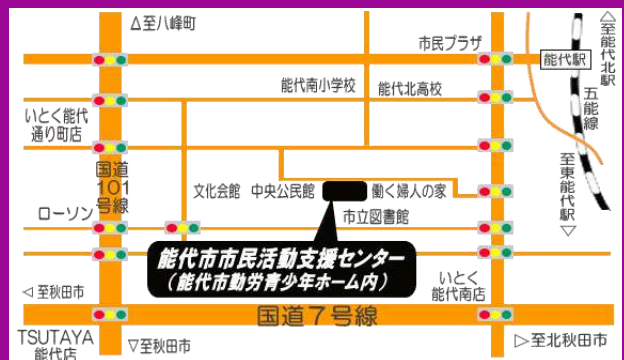 △至八峰町
市民プラザ
能代駅
△至能代北駅
五能線
至東能代駅▽
能代南小学校
能代北高校
いとく能代
通り町店
国道
101
号線
文化会館
中央公民館
働く婦人の家
市立図書館
ローソン
能代市市民活動支援センター
（能代市勤労青少年ホーム内）
いとく
能代南店
◁至秋田市
国道7号線
TSUTAYA
能代店
▽至秋田市
▷至北秋田市